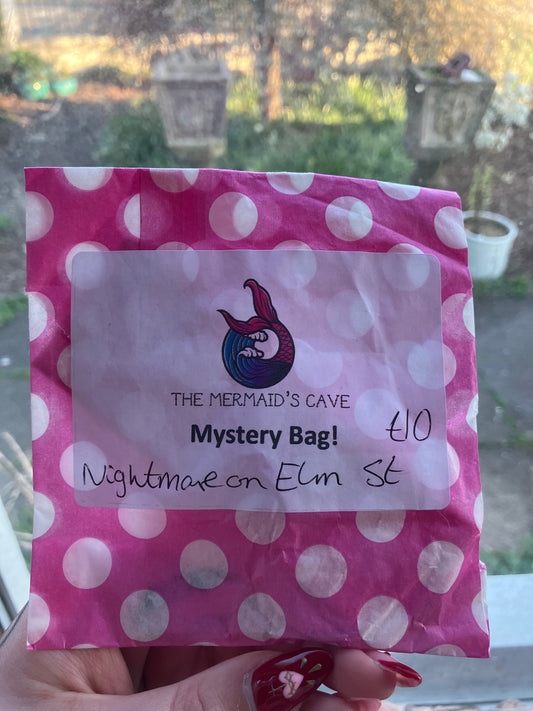 THE MERMAID'S CAVE
Mystery Bag! £10
Nightmare on Elm St